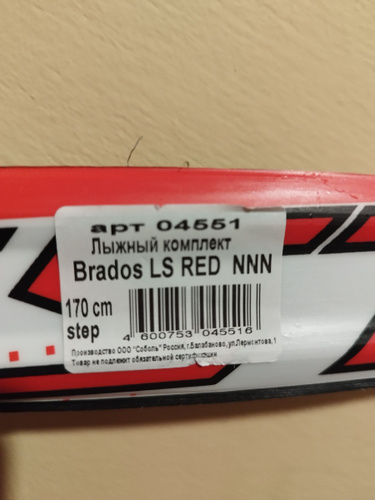 арт 04551
Лыжный комплект
Brados LS RED NNN
170 cm
step
4 600753 045516
Производство ООО "Соболь" Россия, г.Балабаново, ул.Лермонтова,1
Товар не подлежит обязательной сертификации